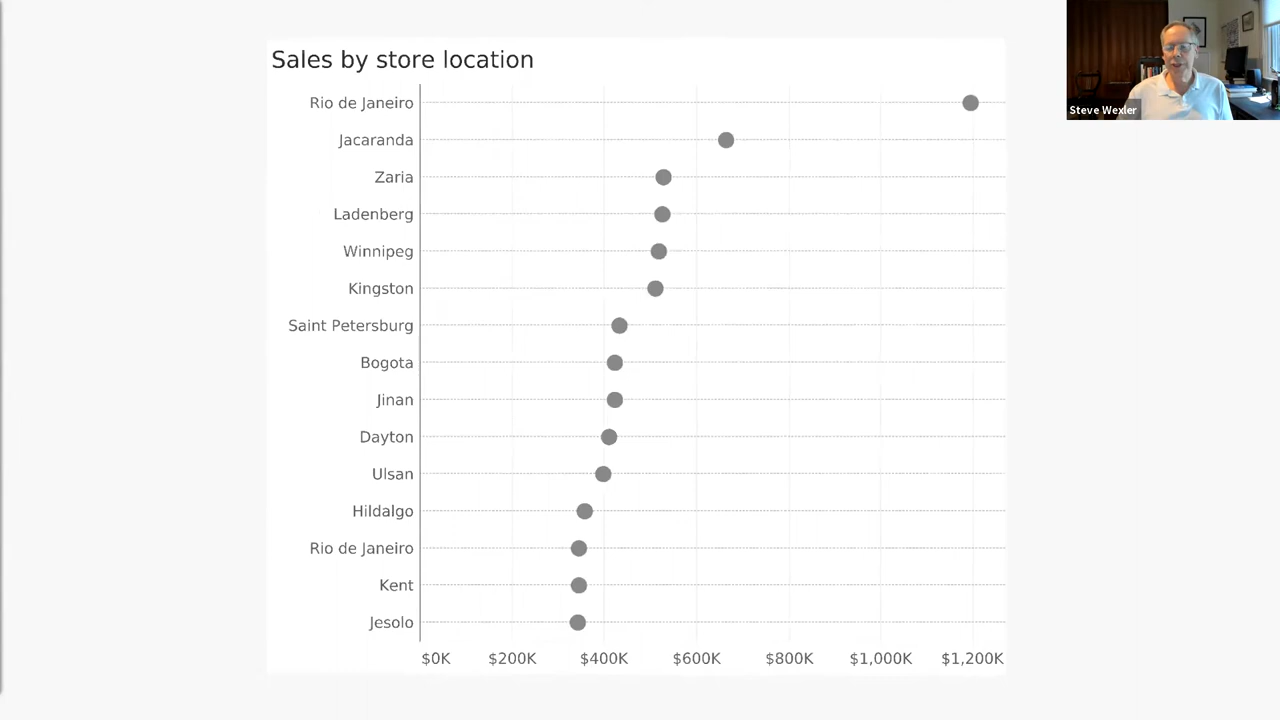 Sales by store location
Rio de Janeiro
Jacaranda
Zaria
Ladenberg
Winnipeg
Kingston
Saint Petersburg
Bogota
Jinan
Dayton
Ulsan
Hildalgo
Rio de Janeiro
Kent
Jesolo
$0K $200K $400K $600K $800K $1,000K $1,200K
Steve Wexler